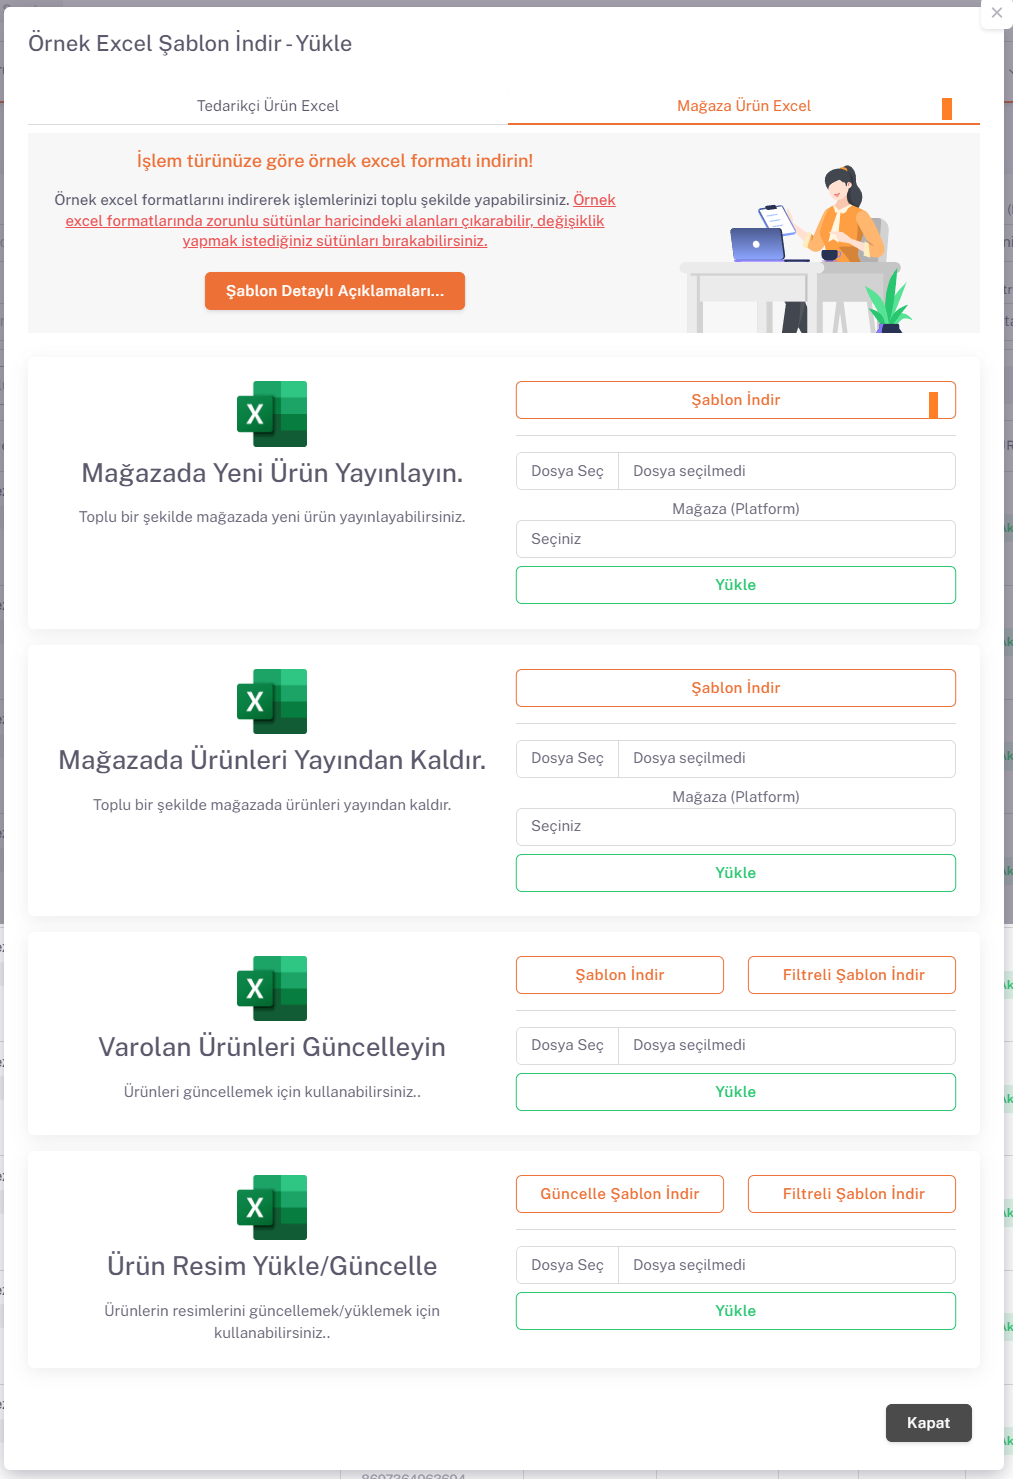 Örnek Excel Şablon İndir - Yükle
Tedarikçi Ürün Excel
Mağaza Ürün Excel
İşlem türünüze göre örnek excel formatı indirin!
Örnek excel formatlarını indirerek işlemlerinizi toplu şekilde yapabilirsiniz. Örnek
excel formatlarında zorunlu sütünlar haricindeki alanları çıkarabilir, değişiklik
yapmak istediğiniz sütünları bırakabilirsiniz.
Şablon Detaylı Açıklamaları...
Mağazada Yeni Ürün Yayınlayın.
Toplu bir şekilde mağazada yeni ürün yayınlayabilirsiniz.
Şablon İndir
Dosya Seç Dosya seçilmedi
Mağaza (Platform)
Seçiniz
Yükle
Mağazada Ürünleri Yayından Kaldır.
Toplu bir şekilde mağazada ürünleri yayından kaldır.
Şablon İndir
Dosya Seç Dosya seçilmedi
Mağaza (Platform)
Seçiniz
Yükle
Varolan Ürünleri Güncelleyin
Ürünleri güncellemek için kullanabilirsiniz..
Şablon İndir
Filtreli Şablon İndir
Dosya Seç Dosya seçilmedi
Yükle
Ürün Resim Yükle/Güncelle
Ürünlerin resimlerini güncellemek/yüklemek için
kullanabilirsiniz..
Güncelle Şablon İndir
Filtreli Şablon İndir
Dosya Seç Dosya seçilmedi
Yükle
Kapat